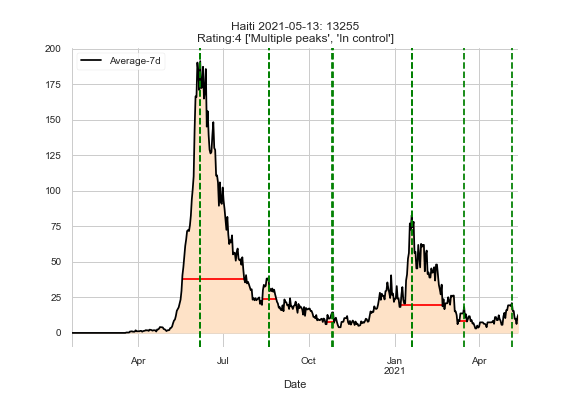 Haiti 2021-05-13: 13255
Rating:4 ['Multiple peaks', 'In control']
200
Average-7d
175
150
125
100
75
50
25
0
Apr
Jul
Oct
Jan
2021
Apr
Date